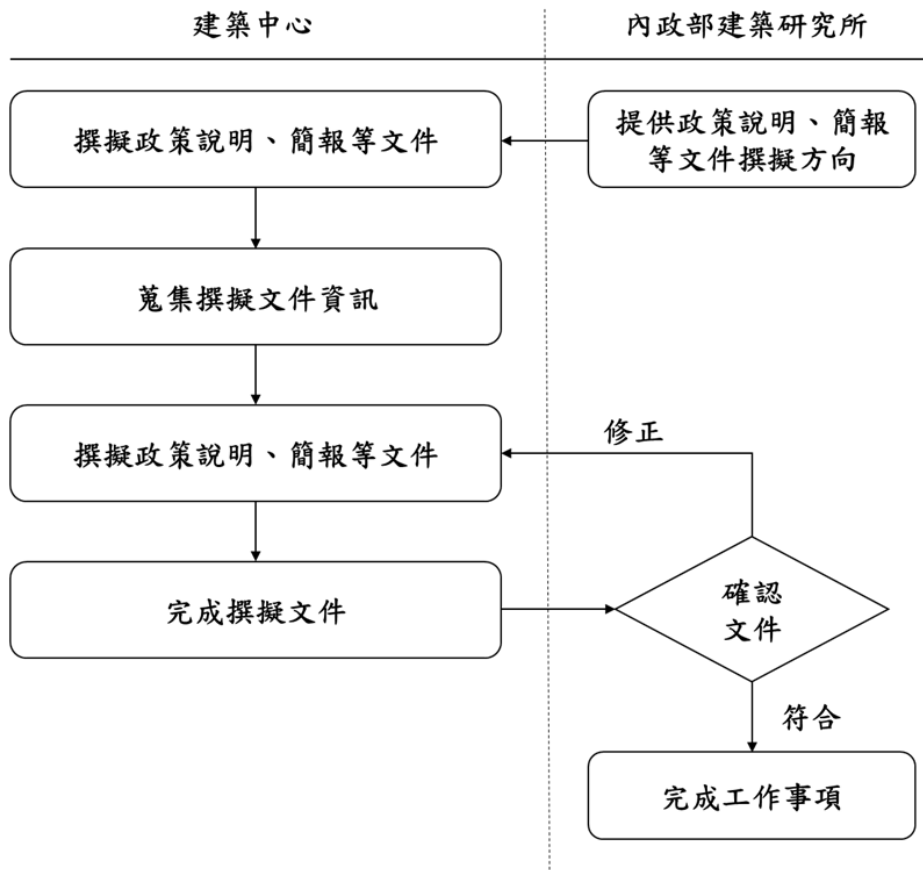 建築中心
內政部建築研究所
撰擬政策說明、簡報等文件
提供政策說明、簡報
等文件撰擬方向
蒐集撰擬文件資訊
撰擬政策說明、簡報等文件
修正
完成撰擬文件
確認
文件
符合
完成工作事項